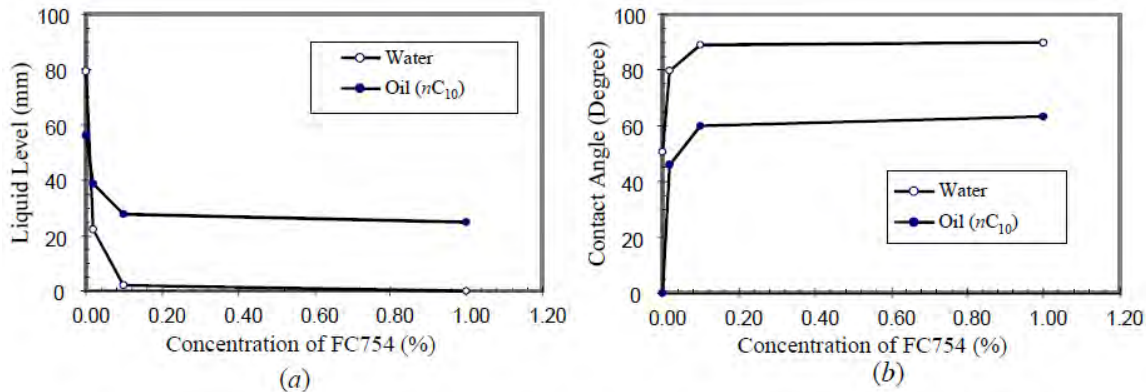 100
80
60
40
20
0
Liquid Level (mm)
Water
Oil (nC10)
0.00 0.20 0.40 0.60 0.80 1.00 1.20
Concentration of FC754 (%)
(a)
100
80
60
40
20
0
Contact Angle (Degree)
Water
Oil (nC10)
0.00 0.20 0.40 0.60 0.80 1.00 1.20
Concentration of FC754 (%)
(b)